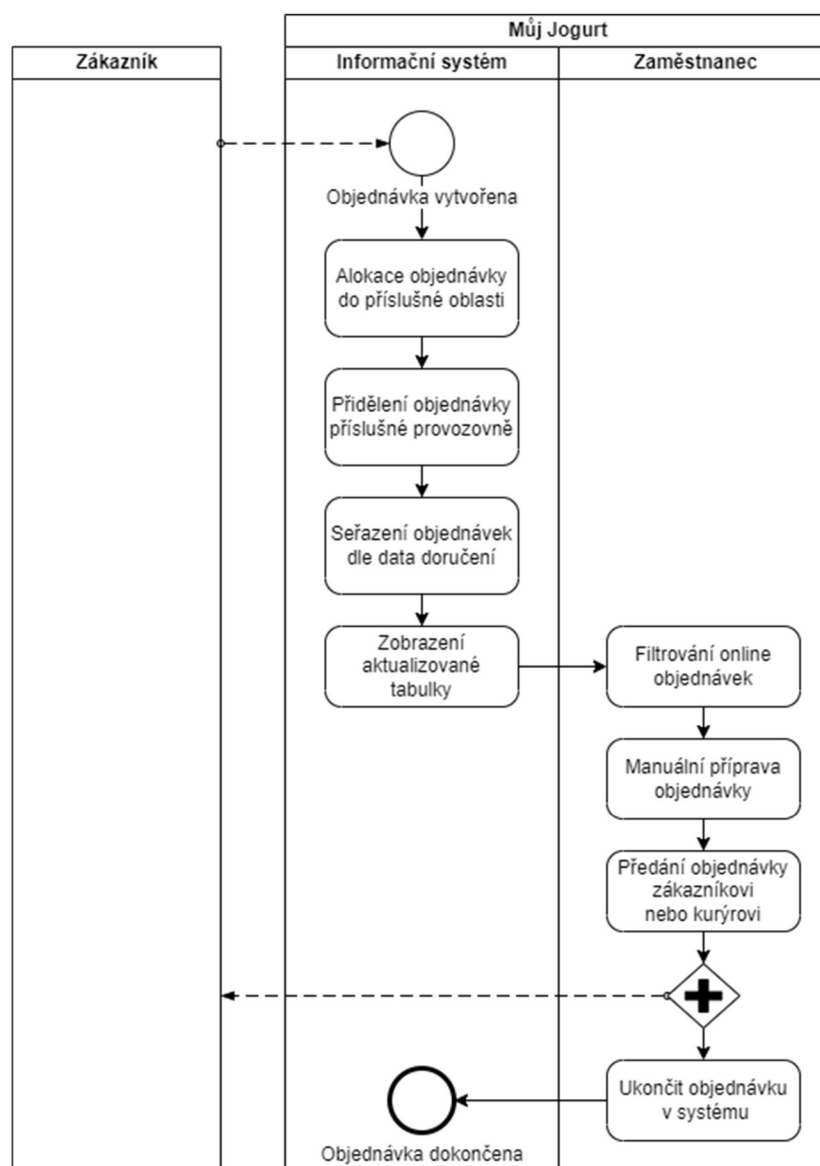 Můj Jogurt
Zákazník
Informační systém
Zaměstnanec
Objednávka vytvořena
Alokace objednávky
do příslušné oblasti
Přidělení objednávky
příslušné provozovně
Seřazení objednávek
dle data doručení
Zobrazení
aktualizované
tabulky
Filtrování online
objednávek
Manuální příprava
objednávky
Předání objednávky
zákazníkovi
nebo kurýrovi
Ukončit objednávku
v systému
Objednávka dokončena